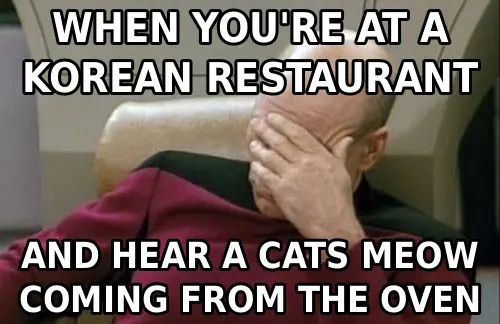 WHEN YOU'RE AT A
KOREAN RESTAURANT
AND HEAR A CATS MEOW
COMING FROM THE OVEN